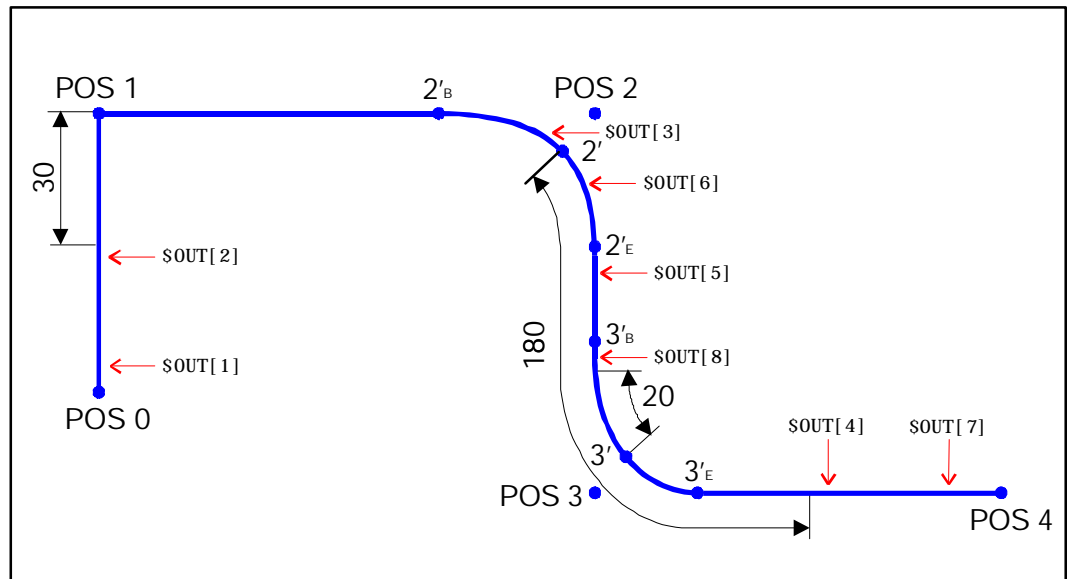 POS 1
2'B
POS 2
$OUT[3]
2'
30
$OUT[6]
$OUT[2]
2'E
$OUT[5]
180
3'B
$OUT[8]
$OUT[1]
20
POS 0
$OUT[4]
$OUT[7]
3'
3'E
POS 3
POS 4